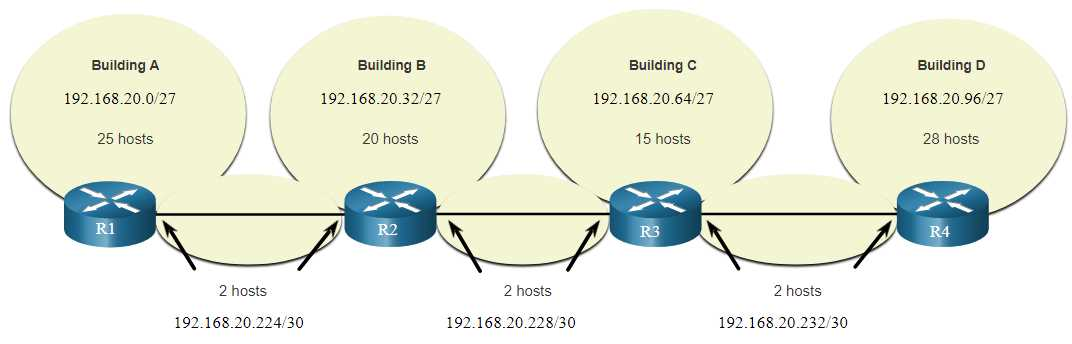 Building A
192.168.20.0/27
25 hosts
Building B
192.168.20.32/27
20 hosts
Building C
192.168.20.64/27
15 hosts
Building D
192.168.20.96/27
28 hosts
R1
R2
R3
R4
2 hosts
192.168.20.224/30
2 hosts
192.168.20.228/30
2 hosts
192.168.20.232/30